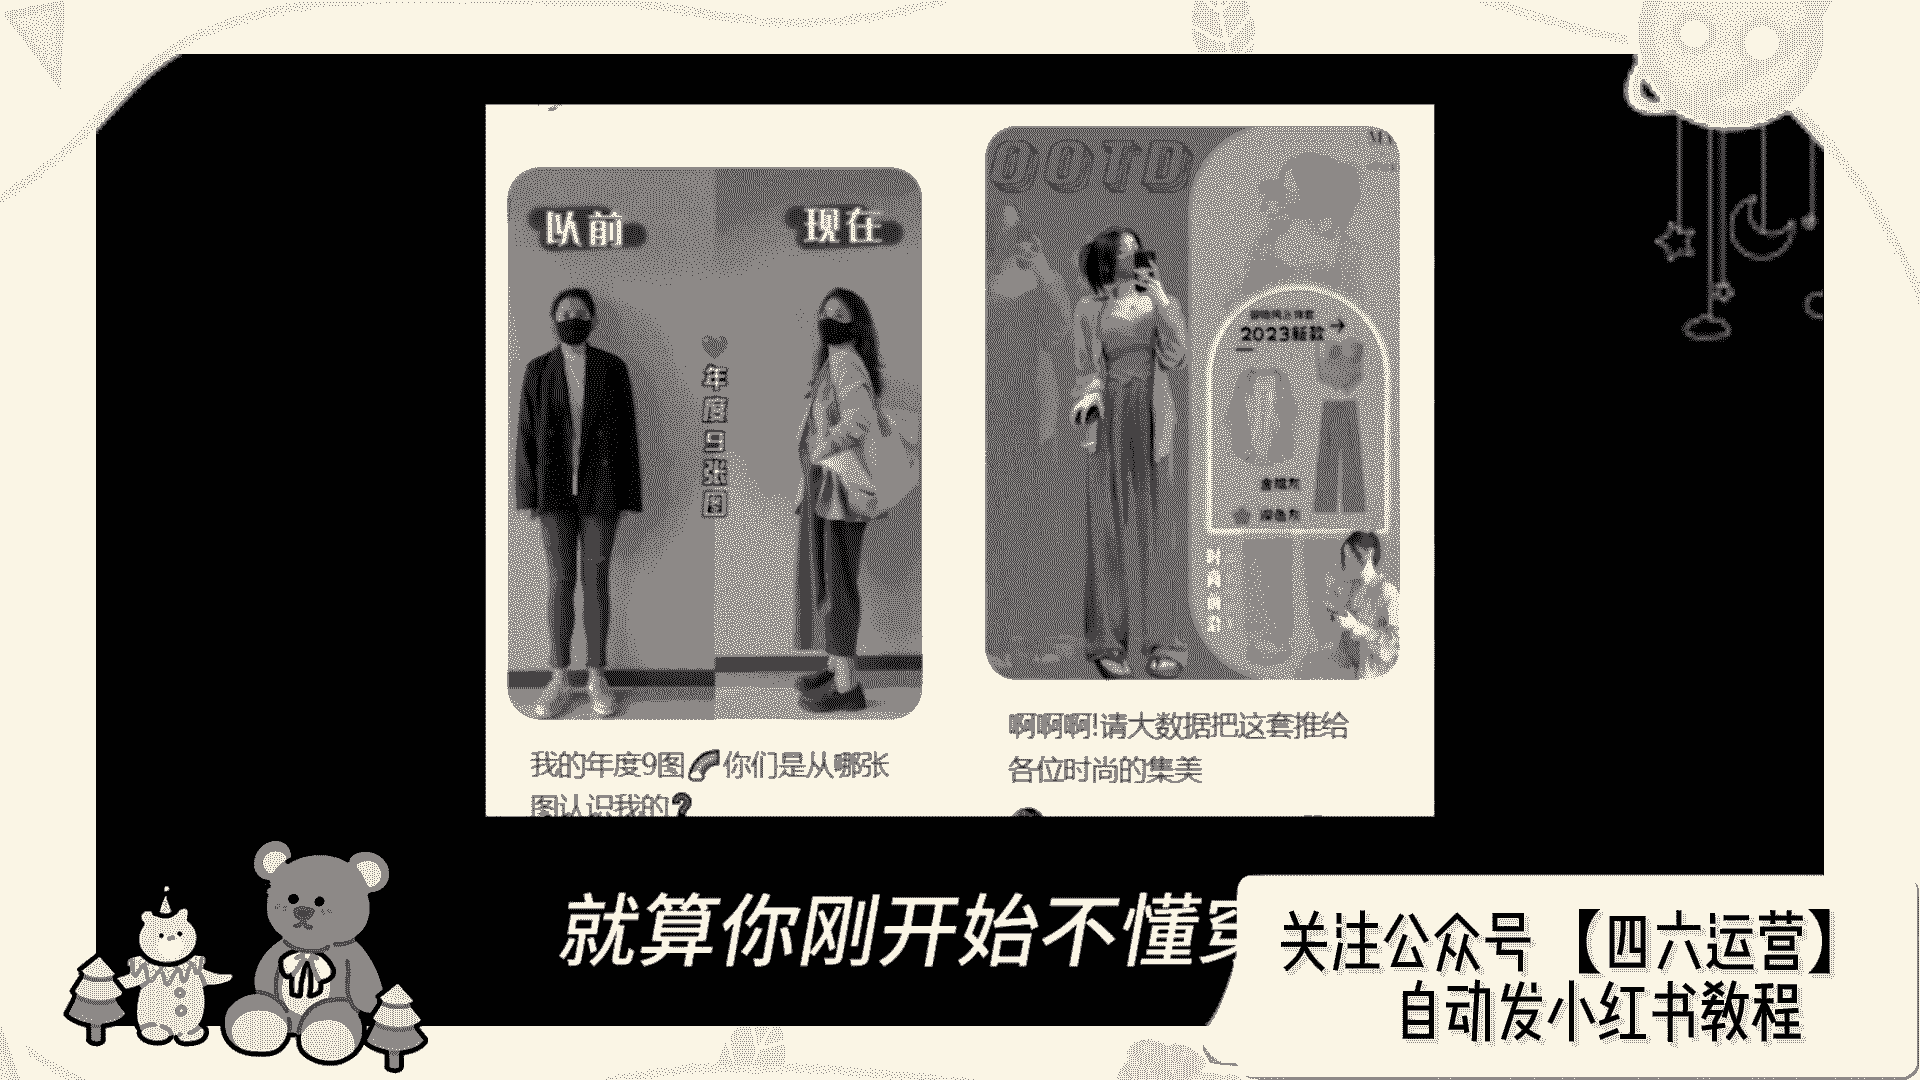 以前
现在
年度9张图
OOTD
2023新款
我的年度9图
你们是从哪张
图认识我的?
啊啊啊!请大数据把这套推给
各位时尚的集美
就算你刚开始不懂穿
关注公众号【四六运营】
自动发小红书教程